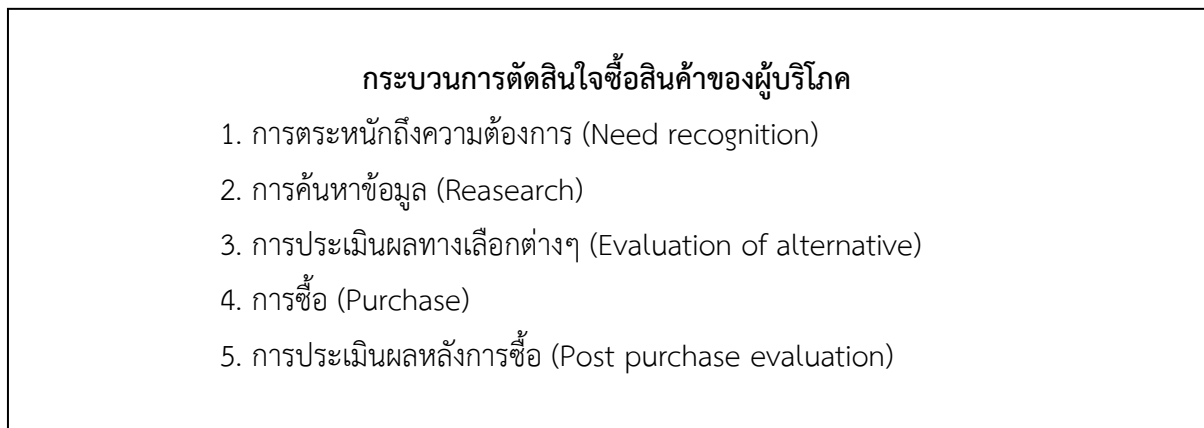 กระบวนการตัดสินใจซื้อสินค้าของผู้บริโภค
1. การตระหนักถึงความต้องการ (Need recognition)
2. การค้นหาข้อมูล (Reasearch)
3. การประเมินผลทางเลือกต่างๆ (Evaluation of alternative)
4. การซื้อ (Purchase)
5. การประเมินผลหลังการซื้อ (Post purchase evaluation)